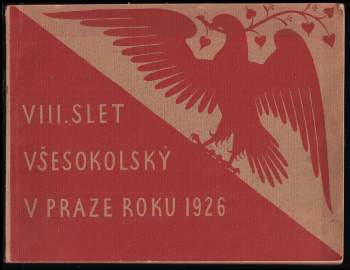 VIII. SLET
VŠESOKOLSKÝ
V PRAZE ROKU 1926